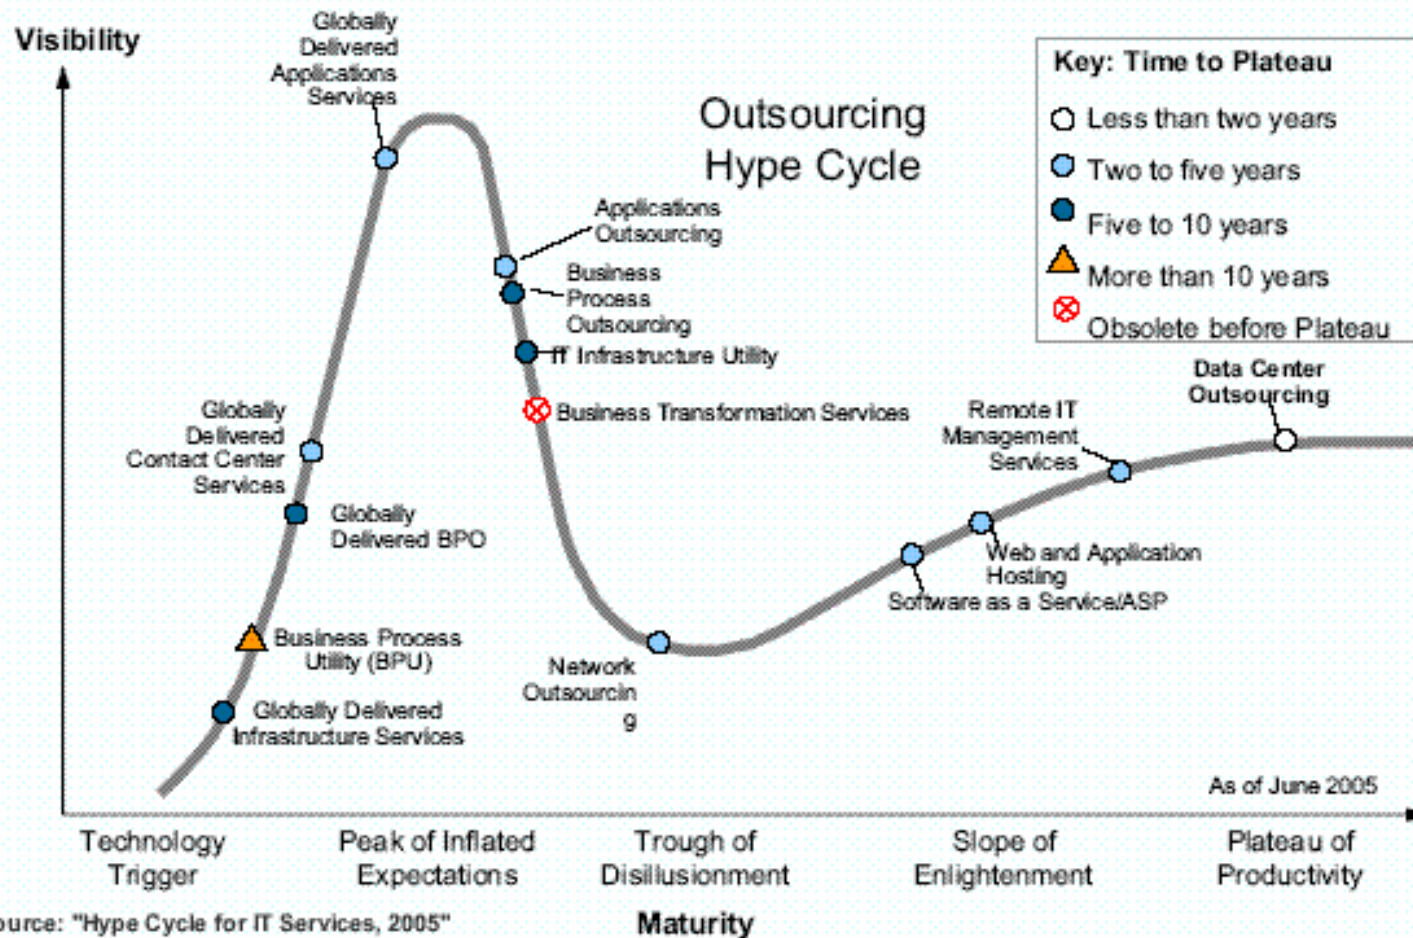 Visibility
Globally
Delivered
Applications
Services
Outsourcing
Hype Cycle
Key: Time to Plateau
Less than two years
Two to five years
Five to 10 years
More than 10 years
Obsolete before Plateau
Applications
Outsourcing
Business
Process
Outsourcing
IT Infrastructure Utility
Business Transformation Services
Globally
Delivered
Contact Center
Services
Globally
Delivered BPO
Business Process
Utility (BPU)
Globally Delivered
Infrastructure Services
Network
Outsourcin
g
Data Center
Outsourcing
Remote IT
Management
Services
Web and Application
Hosting
Software as a Service/ASP
As of June 2005
Technology
Trigger
Peak of Inflated
Expectations
Trough of
Disillusionment
Slope of
Enlightenment
Plateau of
Productivity
ource: "Hype Cycle for IT Services, 2005"
Maturity